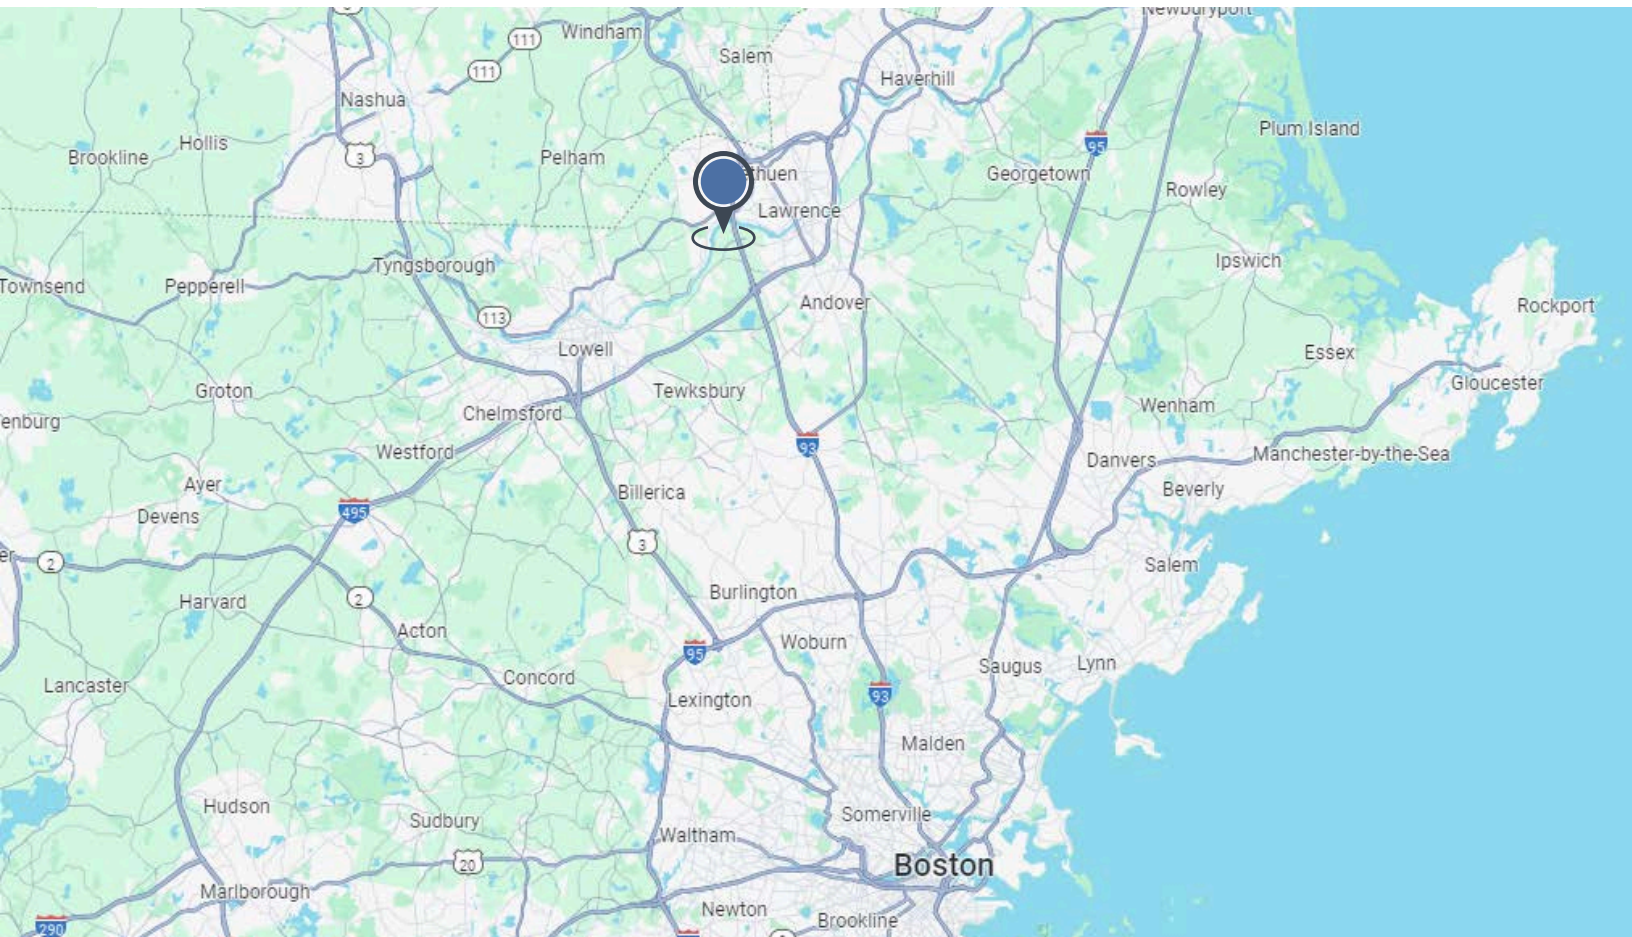 Newburyport
Windham
111
Salem
111
Haverhill
Nashua
Plum Island
95
Hollis
3
Brookline
Pelham
thuen
Georgetown
Rowley
Lawrence
Tyngsborough
Ipswich
Townsend
Pepperell
Andover
Rockport
113
Lowell
Essex
Groton
Tewksbury
Gloucester
Chelmsford
Wenham
enburg
93
Westford
Danvers
Manchester-by-the-Sea
Ayer
Billerica
Beverly
495
Devens
3
er
2
Salem
Burlington
2
Harvard
Acton
Woburn
95
Saugus
Lynn
Concord
Lancaster
93
Lexington
Malden
Hudson
Sudbury
Somerville
Waltham
20
Boston
Marlborough
Newton
Brookline
290